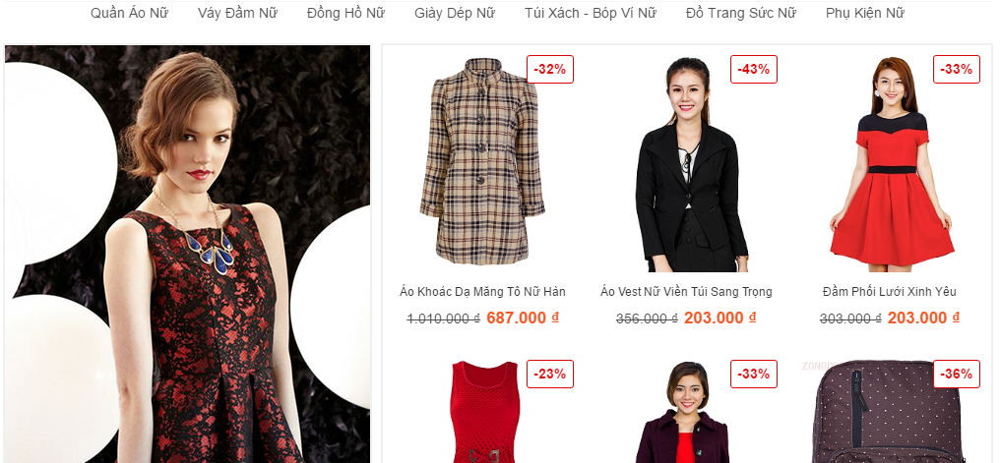 Quần Áo Nữ Váy Đầm Nữ Đồng Hồ Nữ Giày Dép Nữ Túi Xách - Bóp Ví Nữ Đồ Trang Sức Nữ Phụ Kiện Nữ
-32% -43% -33%
Áo Khoác Dạ Măng Tô Nữ Hàn Áo Vest Nữ Viền Túi Sang Trọng Đầm Phối Lưới Xinh Yêu
1.010.000 ₫ 687.000 ₫ 356.000 ₫ 203.000 ₫ 303.000 ₫ 203.000 ₫
-23% -33% -36%